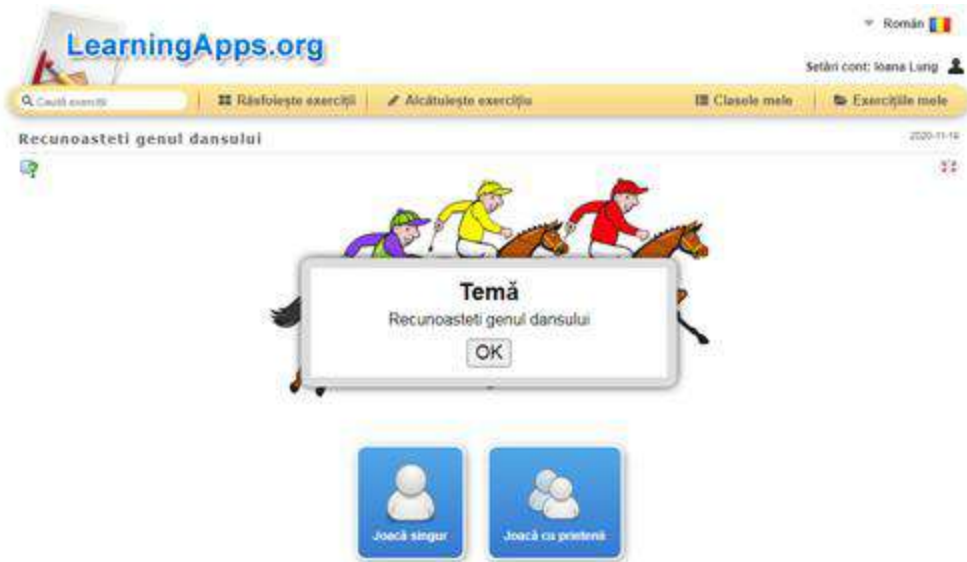 LearningApps.org
Român
Setări cont: Ioana Lung
Caută exerciții
Răsfoiește exerciții
Alcătuiește exercițiu
Clasele mele
Exercițiile mele
Recunoasteti genul dansului
2020-11-16
Temă
Recunoasteti genul dansului
OK
Joacă singur
Joacă cu prietenii